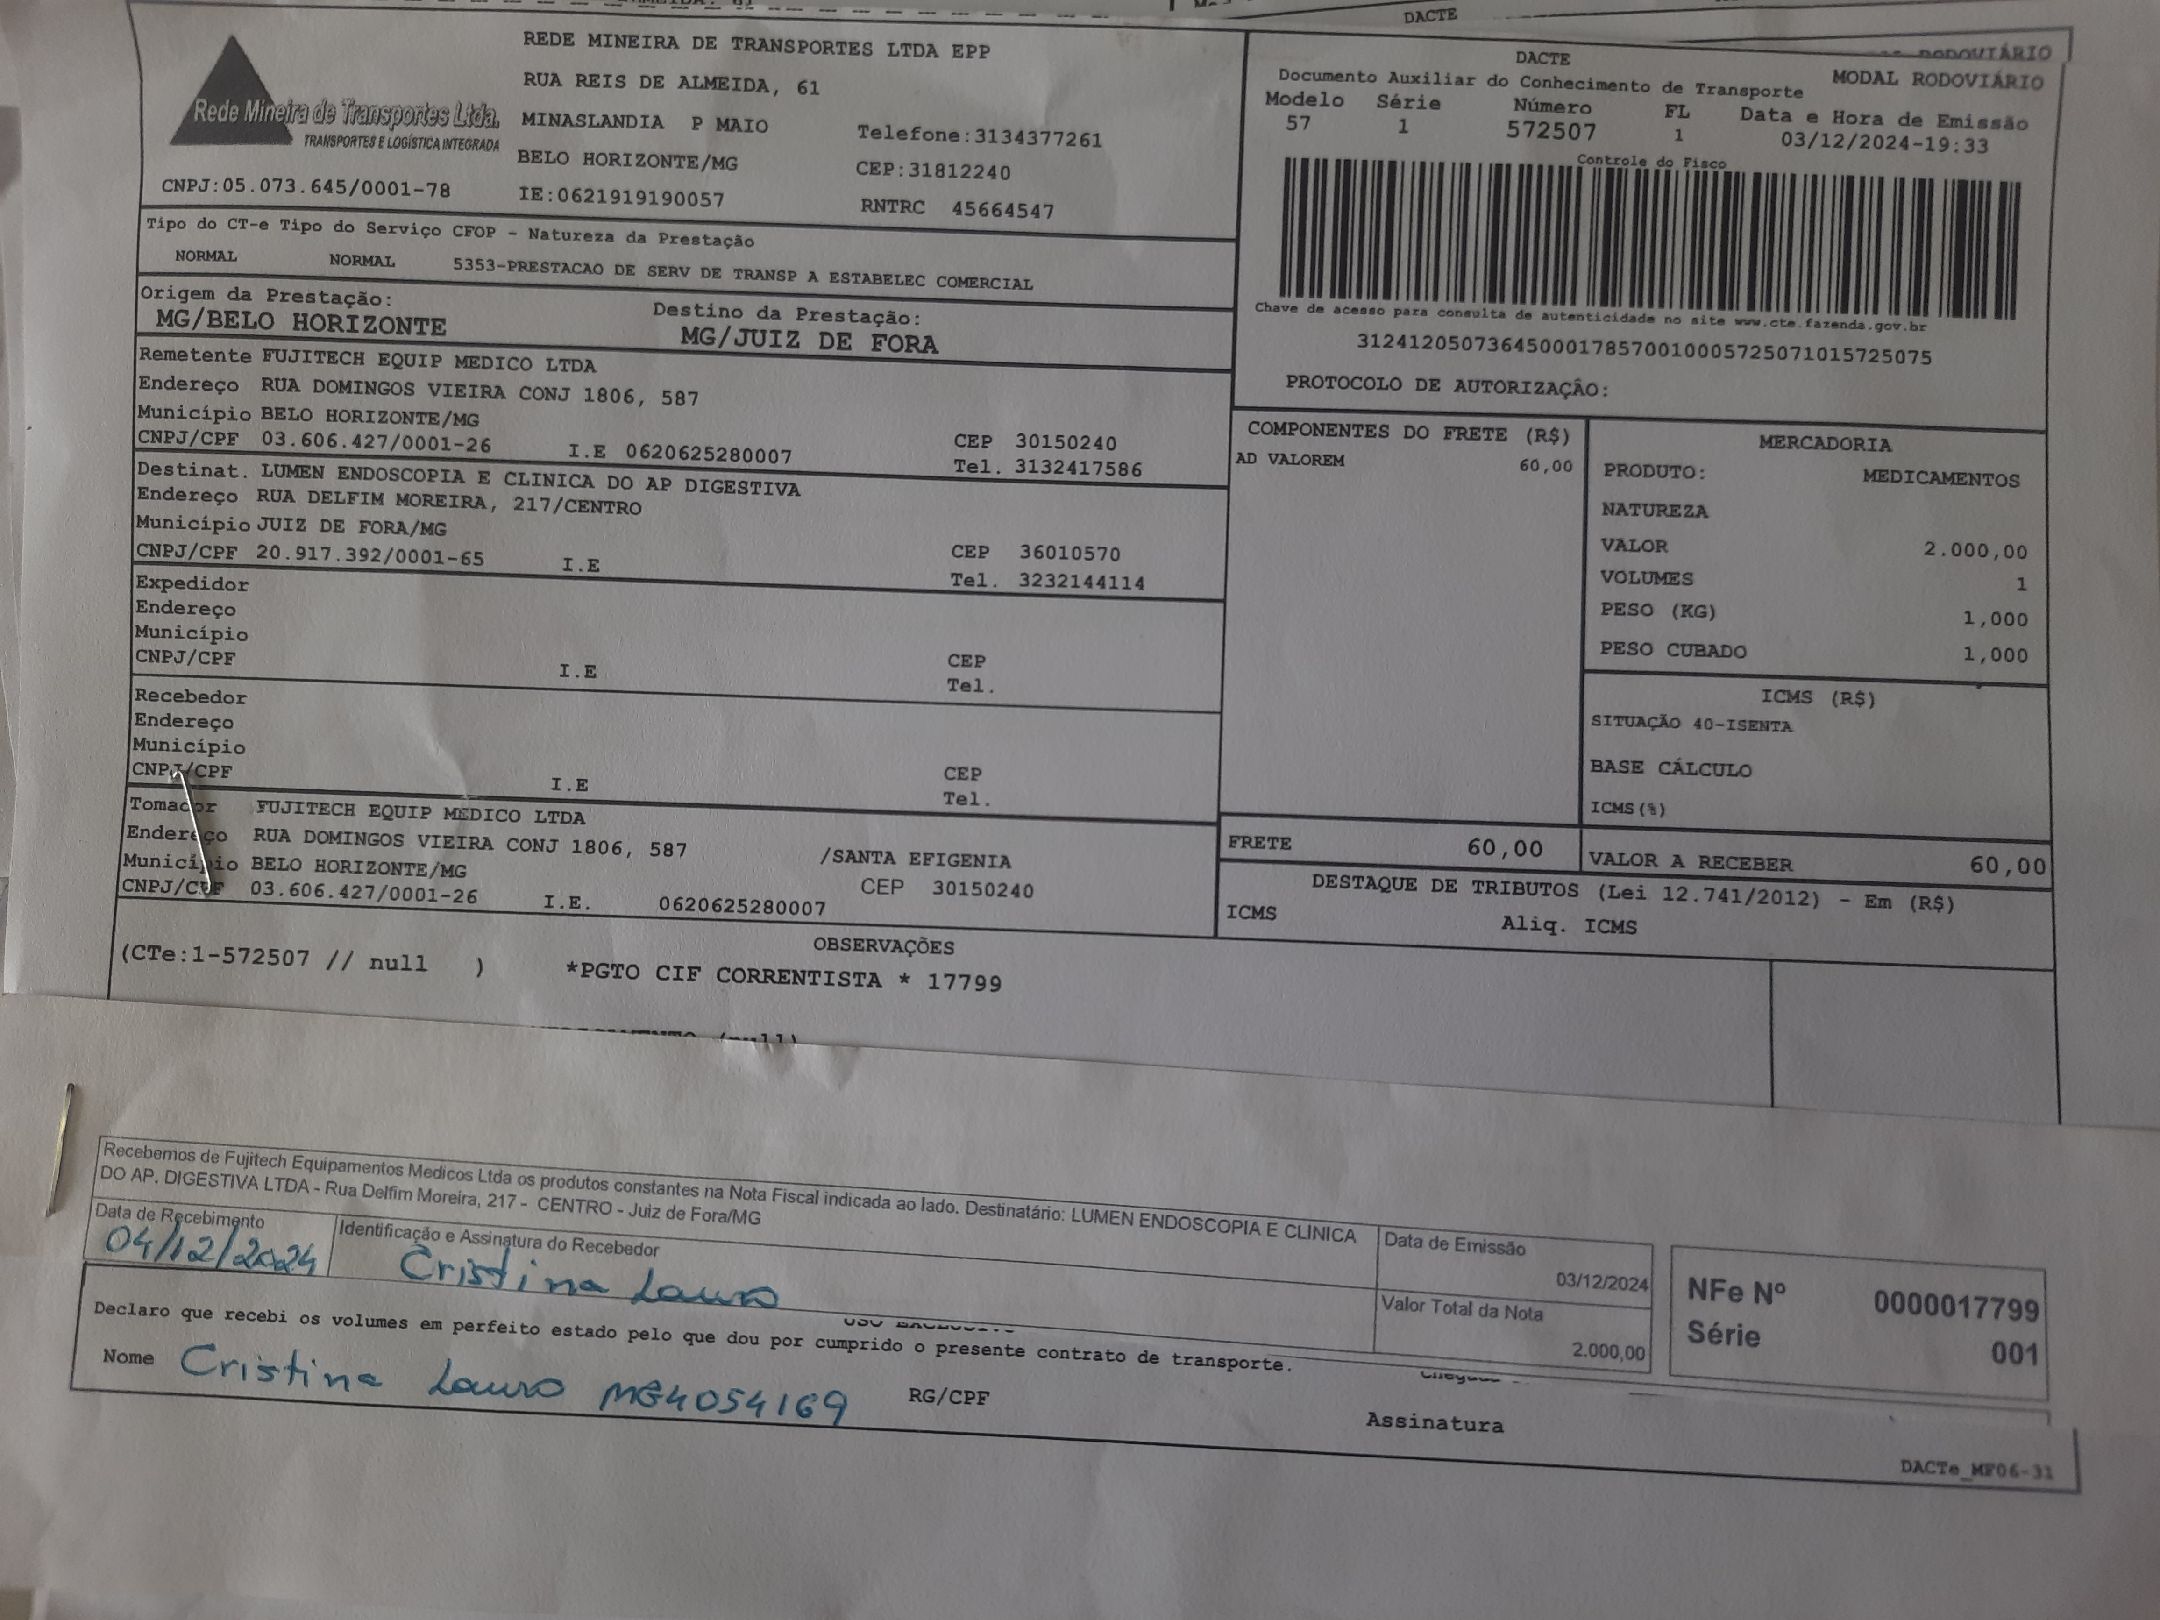 DACTE
RODOVIÁRIO
Rede Mineira de Transportes Ltda.
TRANSPORTES E LOGÍSTICA INTEGRADA
CNPJ:05.073.645/0001-78
REDE MINEIRA DE TRANSPORTES LTDA EPP
RUA REIS DE ALMEIDA, 61
MINASLANDIA P MAIO Telefone:3134377261
BELO HORIZONTE/MG CEP:31812240
IE:0621919190057 RNTRC 45664547
DACTE
Documento Auxiliar do Conhecimento de Transporte MODAL RODOVIÁRIO
Modelo Série Número FL Data e Hora de Emissão
57 1 572507 1 03/12/2024-19:33
Controle do Fisco
Chave de acesso para consulta de autenticidade no site www.cte.fazenda.gov.br
31241205073645000178570010005725071015725075
PROTOCOLO DE AUTORIZAÇÂO:
Tipo do CT-e Tipo do Serviço CFOP - Natureza da Prestação
NORMAL NORMAL 5353-PRESTACAO DE SERV DE TRANSP A ESTABELEC COMERCIAL
Origem da Prestação: Destino da Prestação:
MG/BELO HORIZONTE MG/JUIZ DE FORA
Remetente FUJITECH EQUIP MEDICO LTDA
Endereço RUA DOMINGOS VIEIRA CONJ 1806, 587
Município BELO HORIZONTE/MG CEP 30150240
CNPJ/CPF 03.606.427/0001-26 I.E 0620625280007 Tel. 3132417586
Destinat. LUMEN ENDOSCOPIA E CLINICA DO AP DIGESTIVA
Endereço RUA DELFIM MOREIRA, 217/CENTRO
Município JUIZ DE FORA/MG CEP 36010570
CNPJ/CPF 20.917.392/0001-65 I.E Tel. 3232144114
Expedidor
Endereço
Município CEP
CNPJ/CPF I.E Tel.
Recebedor
Endereço
Município CEP
CNPJ/CPF I.E Tel.
Tomador FUJITECH EQUIP MEDICO LTDA
Endereço RUA DOMINGOS VIEIRA CONJ 1806, 587 /SANTA EFIGENIA
Município BELO HORIZONTE/MG CEP 30150240
CNPJ/CPF 03.606.427/0001-26 I.E. 0620625280007
COMPONENTES DO FRETE (R$)
AD VALOREM 60,00
MERCADORIA
PRODUTO: MEDICAMENTOS
NATUREZA
VALOR 2.000,00
VOLUMES 1
PESO (KG) 1,000
PESO CUBADO 1,000
ICMS (R$)
SITUAÇÃO 40-ISENTA
BASE CÁLCULO
ICMS(%)
FRETE 60,00 VALOR A RECEBER 60,00
DESTAQUE DE TRIBUTOS (Lei 12.741/2012) - Em (R$)
ICMS Aliq. ICMS
OBSERVAÇÕES
(CTe:1-572507 // null ) *PGTO CIF CORRENTISTA * 17799
Recebemos de Fujitech Equipamentos Medicos Ltda os produtos constantes na Nota Fiscal indicada ao lado. Destinatário: LUMEN ENDOSCOPIA E CLINICA
DO AP. DIGESTIVA LTDA - Rua Delfim Moreira, 217 - CENTRO - Juiz de Fora/MG
Data de Recebimento Identificação e Assinatura do Recebedor
04/12/2024 Cristina Lauro
Data de Emissão
03/12/2024
Valor Total da Nota
2.000,00
NFe Nº 0000017799
Série 001
Declaro que recebi os volumes em perfeito estado pelo que dou por cumprido o presente contrato de transporte.
Nome Cristina Lauro MG4054169 RG/CPF Assinatura
DACTe_MF06-31